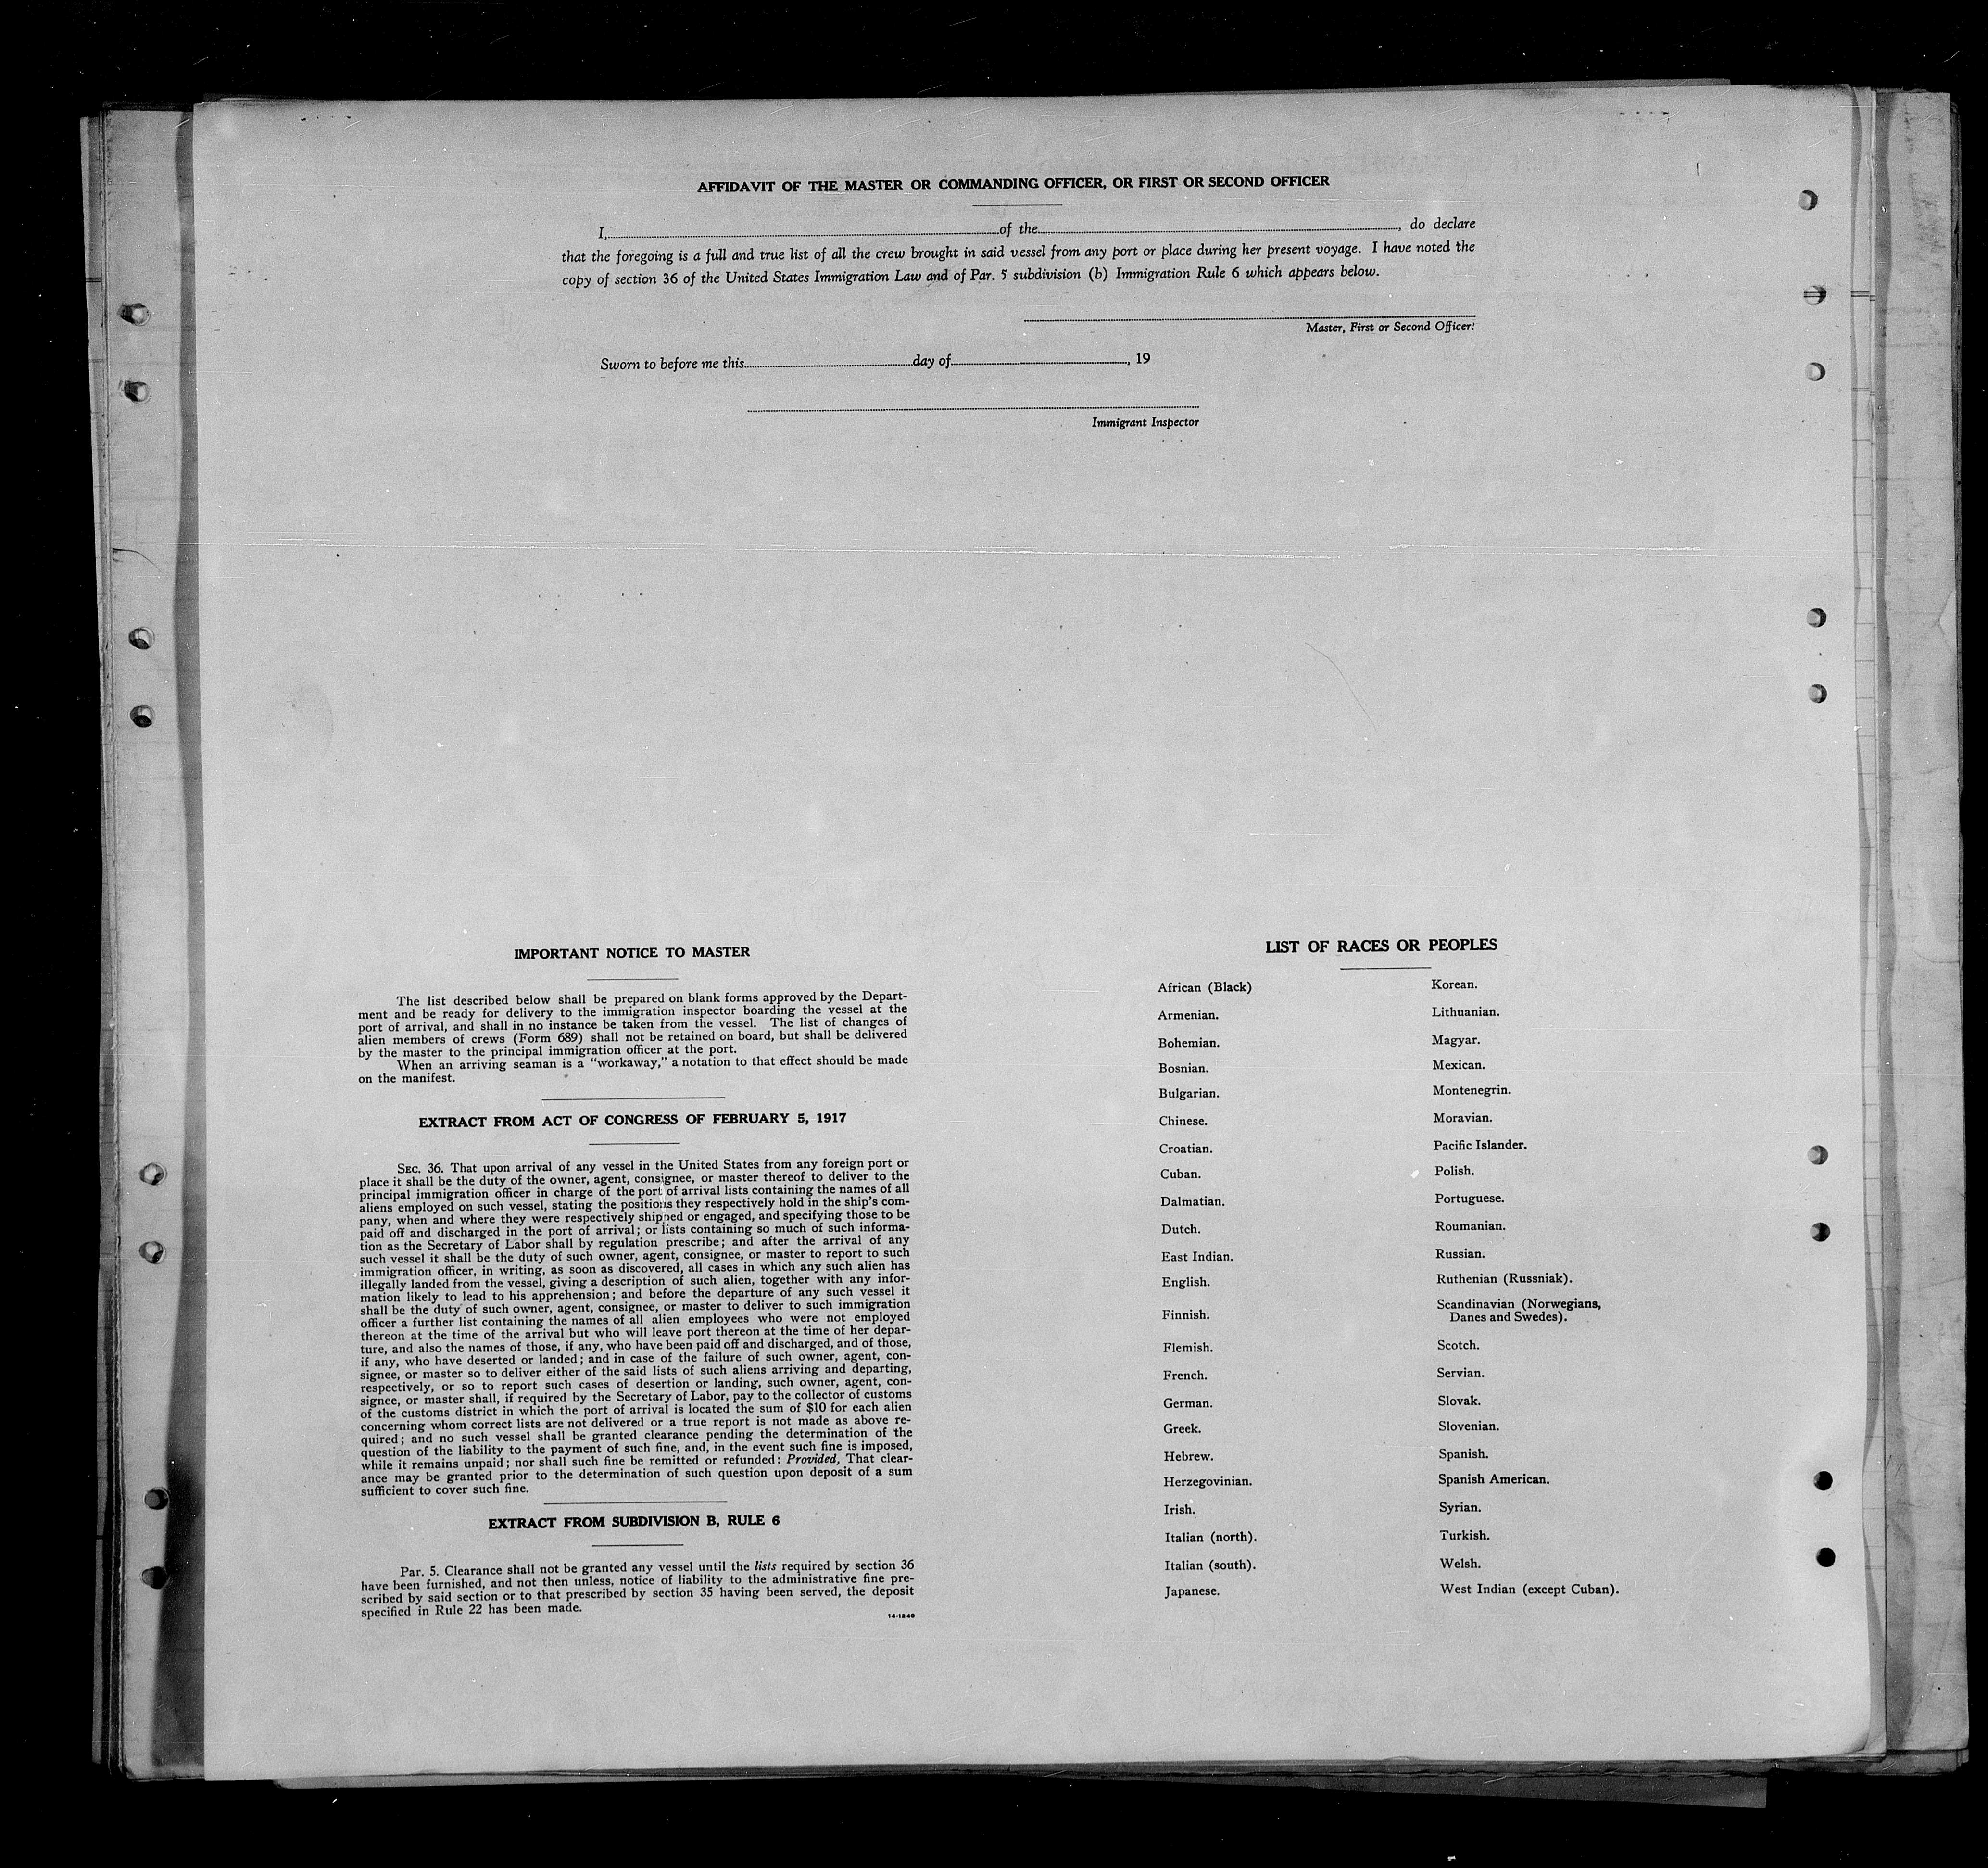 AFFIDAVIT OF THE MASTER OR COMMANDING OFFICER, OR FIRST OR SECOND OFFICER
I, of the , do declare
that the foregoing is a full and true list of all the crew brought in said vessel from any port or place during her present voyage. I have noted the
copy of section 36 of the United States Immigration Law and of Par. 5 subdivision (b) Immigration Rule 6 which appears below.
Master, First or Second Officer.
Sworn to before me this day of , 19
Immigrant Inspector
IMPORTANT NOTICE TO MASTER
The list described below shall be prepared on blank forms approved by the Depart-
ment and be ready for delivery to the immigration inspector boarding the vessel at the
port of arrival, and shall in no instance be taken from the vessel. The list of changes of
alien members of crews (Form 689) shall not be retained on board, but shall be delivered
by the master to the principal immigration officer at the port.
When an arriving seaman is a "workaway," a notation to that effect should be made
on the manifest.
EXTRACT FROM ACT OF CONGRESS OF FEBRUARY 5, 1917
SEC. 36. That upon arrival of any vessel in the United States from any foreign port or
place it shall be the duty of the owner, agent, consignee, or master thereof to deliver to the
principal immigration officer in charge of the port of arrival lists containing the names of all
aliens employed on such vessel, stating the positions they respectively hold in the ship's com-
pany, when and where they were respectively shipped or engaged, and specifying those to be
paid off and discharged in the port of arrival; or lists containing so much of such informa-
tion as the Secretary of Labor shall by regulation prescribe; and after the arrival of any
such vessel it shall be the duty of such owner, agent, consignee, or master to report to such
immigration officer, in writing, as soon as discovered, all cases in which any such alien has
illegally landed from the vessel, giving a description of such alien, together with any infor-
mation likely to lead to his apprehension; and before the departure of any such vessel it
shall be the duty of such owner, agent, consignee, or master to deliver to such immigration
officer a further list containing the names of all alien employees who were not employed
thereon at the time of the arrival but who will leave port thereon at the time of her depar-
ture, and also the names of those, if any, who have been paid off and discharged, and of those,
if any, who have deserted or landed; and in case of the failure of such owner, agent, con-
signee, or master so to deliver either of the said lists of such aliens arriving and departing,
respectively, or so to report such cases of desertion or landing, such owner, agent, con-
signee, or master shall, if required by the Secretary of Labor, pay to the collector of customs
of the customs district in which the port of arrival is located the sum of $10 for each alien
concerning whom correct lists are not delivered or a true report is not made as above re-
quired; and no such vessel shall be granted clearance pending the determination of the
question of the liability to the payment of such fine, and, in the event such fine is imposed,
while it remains unpaid; nor shall such fine be remitted or refunded: Provided, That clear-
ance may be granted prior to the determination of such question upon deposit of a sum
sufficient to cover such fine.
EXTRACT FROM SUBDIVISION B, RULE 6
Par. 5. Clearance shall not be granted any vessel until the lists required by section 36
have been furnished, and not then unless, notice of liability to the administrative fine pre-
scribed by said section or to that prescribed by section 35 having been served, the deposit
specified in Rule 22 has been made.
14-1240
LIST OF RACES OR PEOPLES
African (Black)
Armenian.
Bohemian.
Bosnian.
Bulgarian.
Chinese.
Croatian.
Cuban.
Dalmatian.
Dutch.
East Indian.
English.
Finnish.
Flemish.
French.
German.
Greek.
Hebrew.
Herzegovinian.
Irish.
Italian (north).
Italian (south).
Japanese.
Korean.
Lithuanian.
Magyar.
Mexican.
Montenegrin.
Moravian.
Pacific Islander.
Polish.
Portuguese.
Roumanian.
Russian.
Ruthenian (Russniak).
Scandinavian (Norwegians,
Danes and Swedes).
Scotch.
Servian.
Slovak.
Slovenian.
Spanish.
Spanish American.
Syrian.
Turkish.
Welsh.
West Indian (except Cuban).